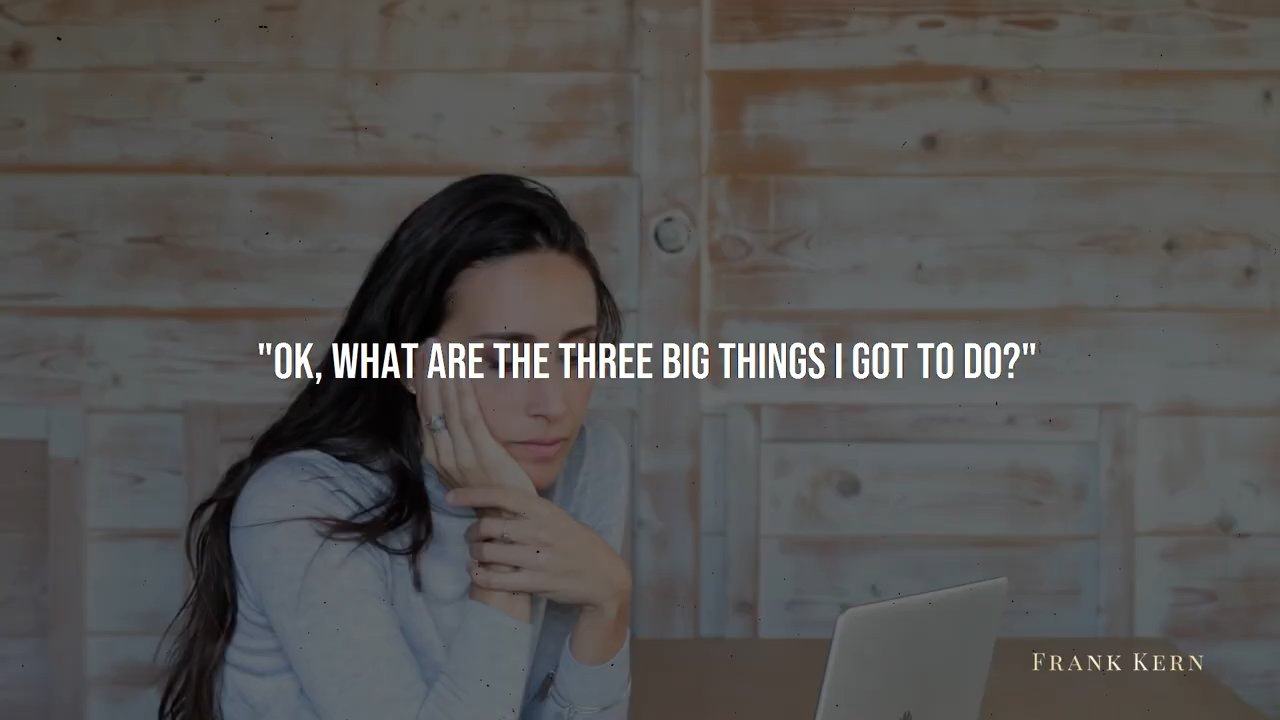 "OK, WHAT ARE THE THREE BIG THINGS I GOT TO DO?"
FRANK KERN